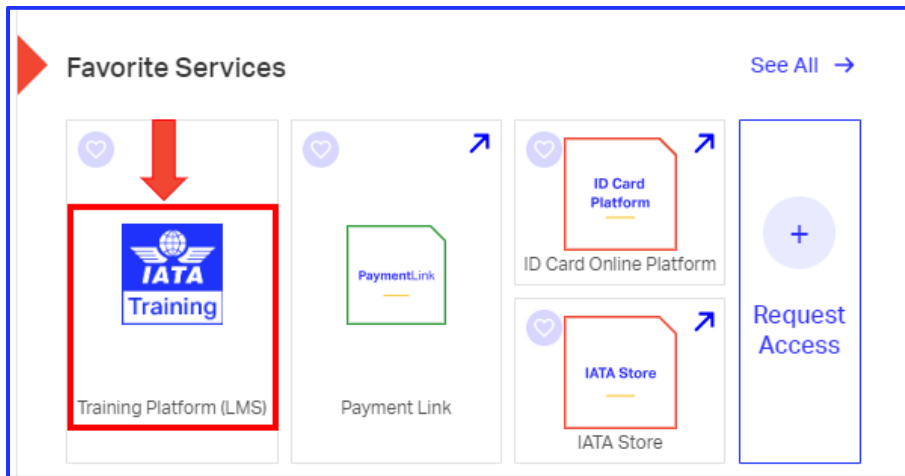 Favorite Services
See All →
IATA
Training
Training Platform (LMS)
PaymentLink
Payment Link
ID Card
Platform
ID Card Online Platform
IATA Store
IATA Store
+
Request
Access